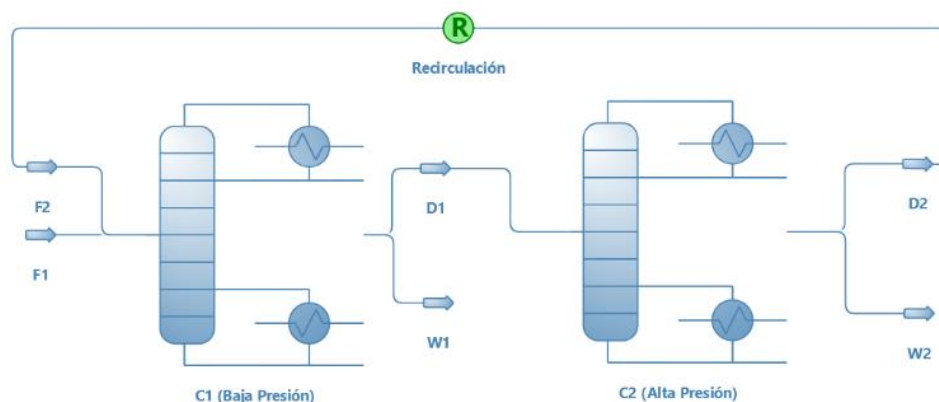 R
Recirculación
F2
F1
D1
W1
D2
W2
C1 (Baja Presión)
C2 (Alta Presión)